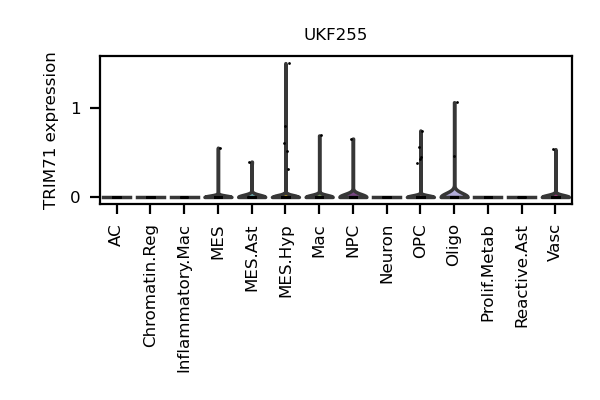 UKF255
TRIM71 expression
1
0
AC
Chromatin.Reg
Inflammatory.Mac
MES
MES.Ast
MES.Hyp
Mac
NPC
Neuron
OPC
Oligo
Prolif.Metab
Reactive.Ast
Vasc